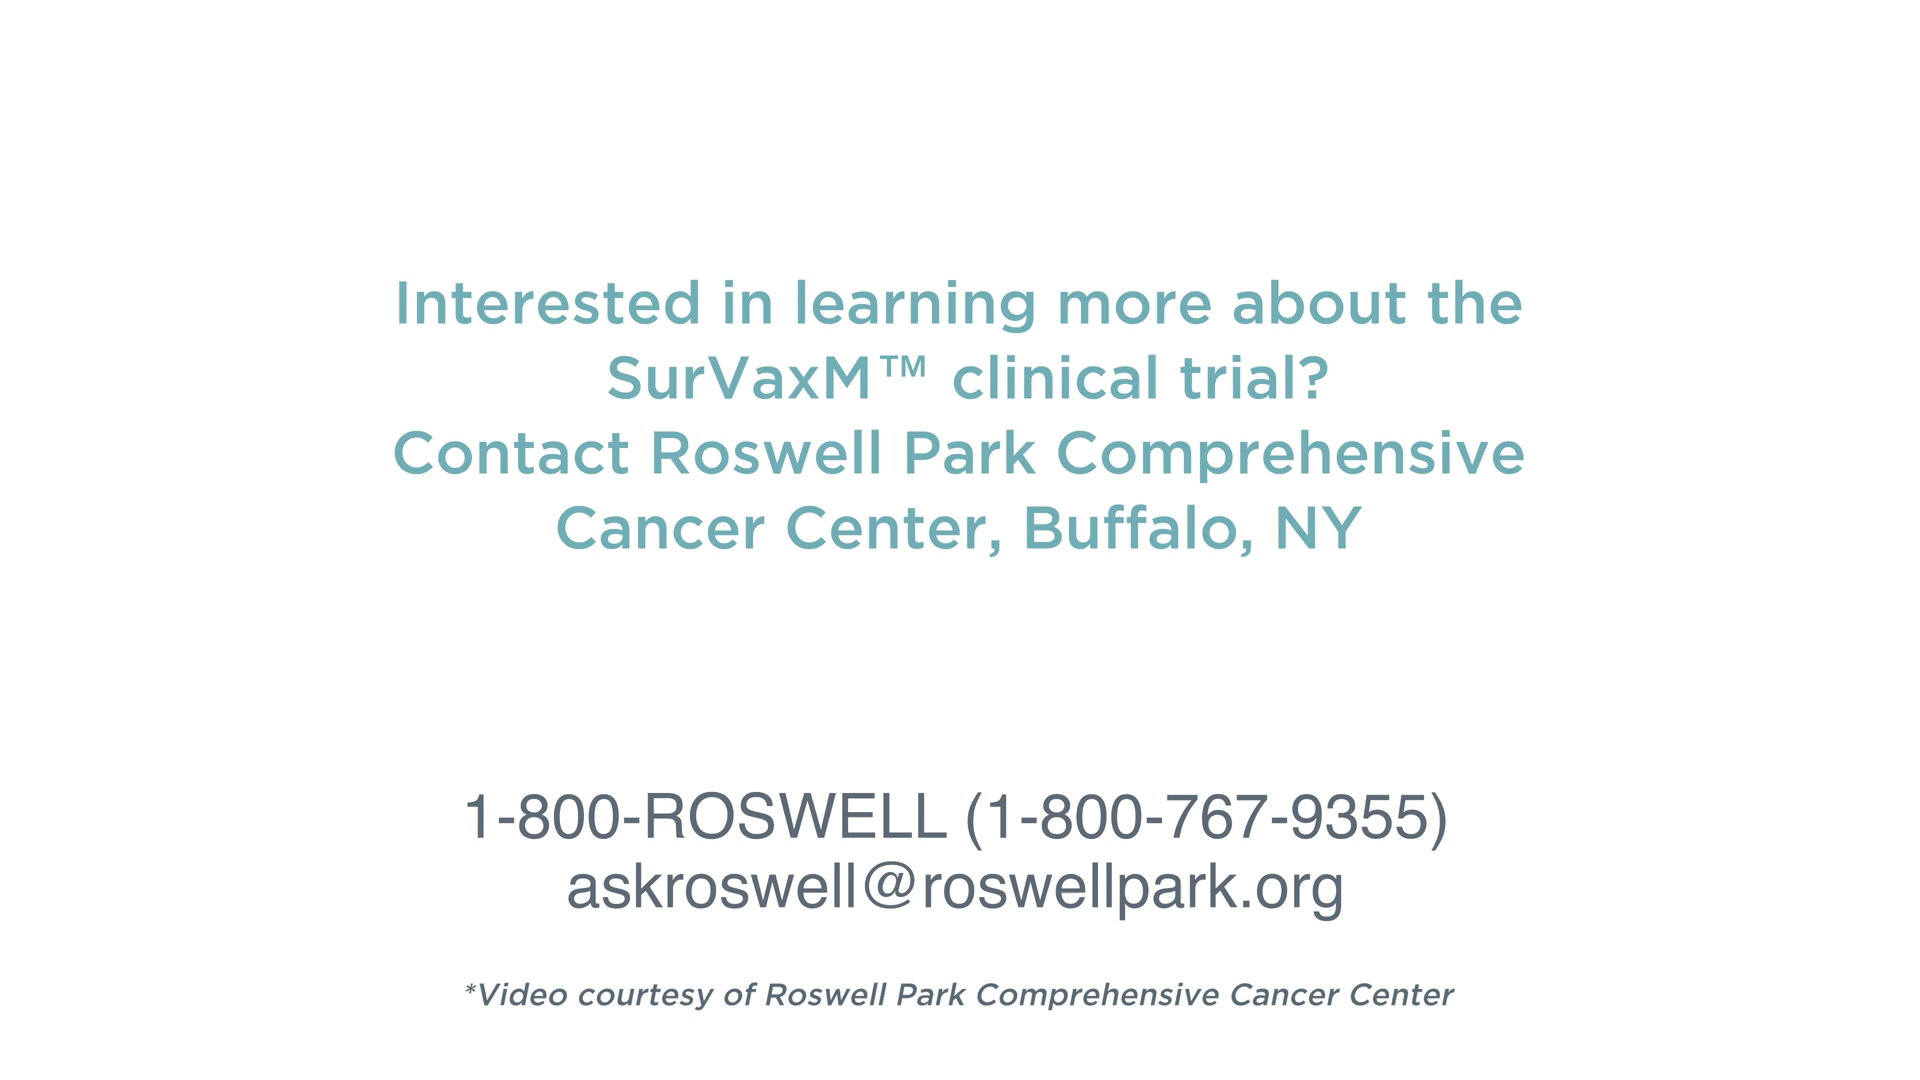 Interested in learning more about the
SurVaxM™ clinical trial?
Contact Roswell Park Comprehensive
Cancer Center, Buffalo, NY
1-800-ROSWELL (1-800-767-9355)
askroswell@roswellpark.org
*Video courtesy of Roswell Park Comprehensive Cancer Center